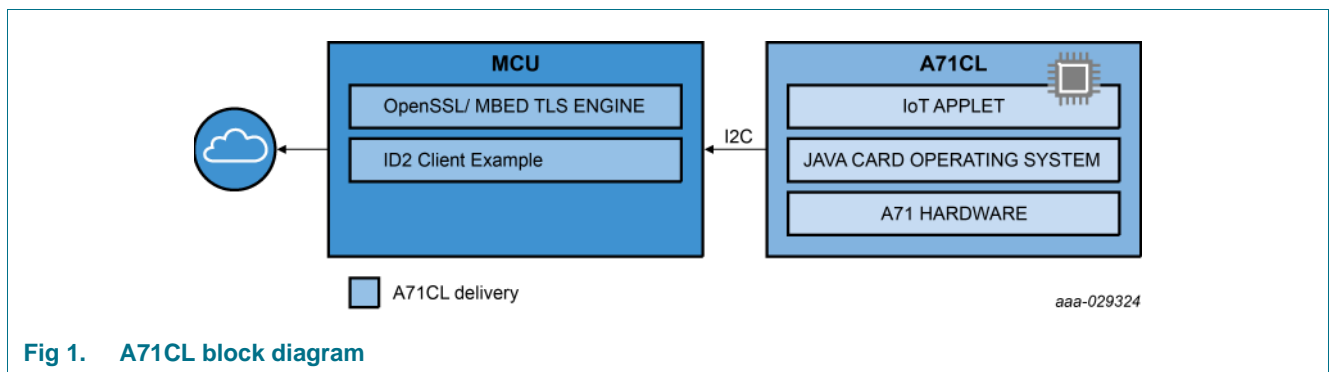 MCU
OpenSSL/ MBED TLS ENGINE
ID2 Client Example
I2C
A71CL
IoT APPLET
JAVA CARD OPERATING SYSTEM
A71 HARDWARE
A71CL delivery
aaa-029324
Fig 1. A71CL block diagram